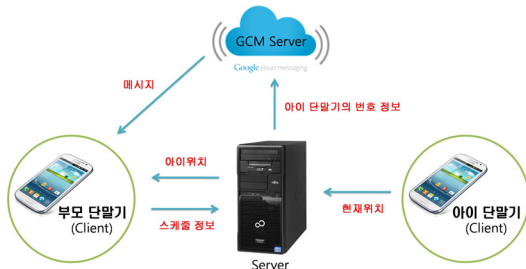 GCM Server
Google cloud messaging
메시지
아이 단말기의 번호 정보
아이위치
부모 단말기
(Client)
스케줄 정보
현재위치
아이 단말기
(Client)
Server